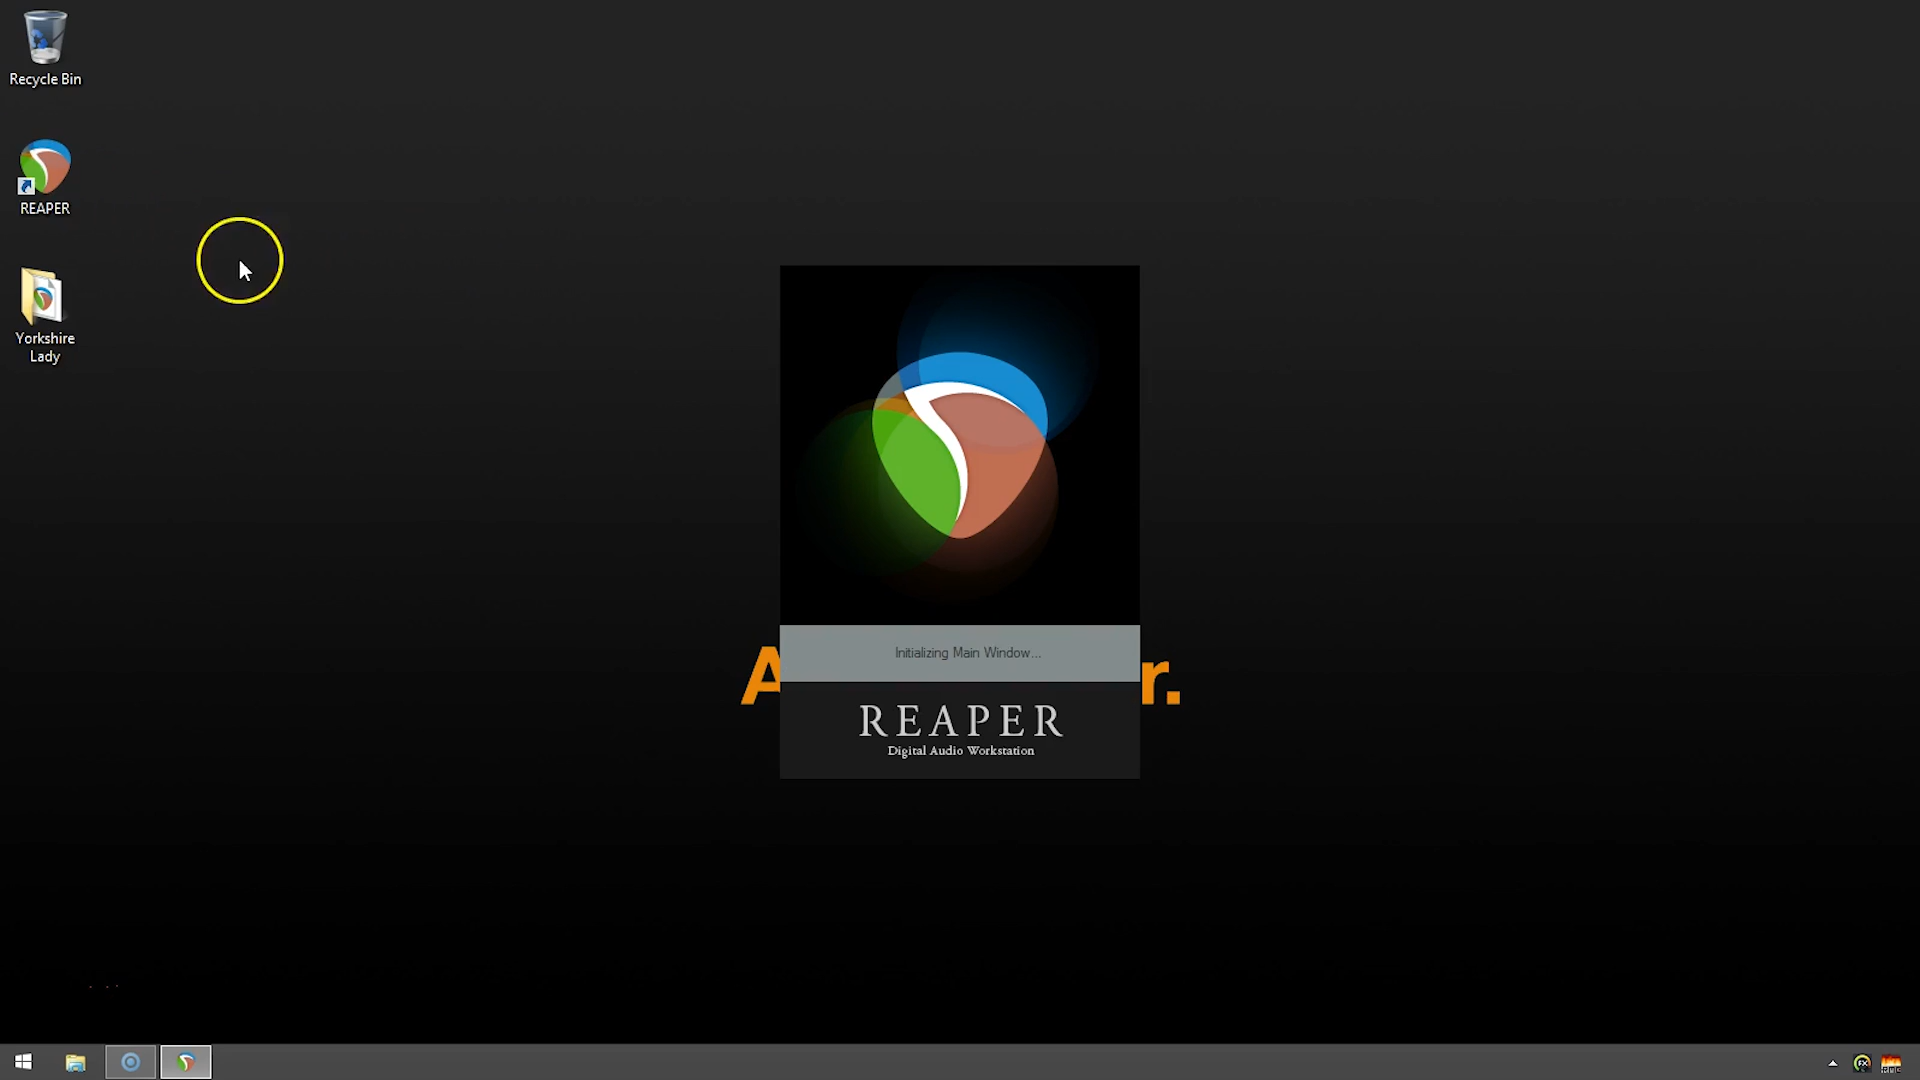 Recycle Bin
REAPER
Yorkshire
Lady
Initializing Main Window...
A
r.
REAPER
Digital Audio Workstation